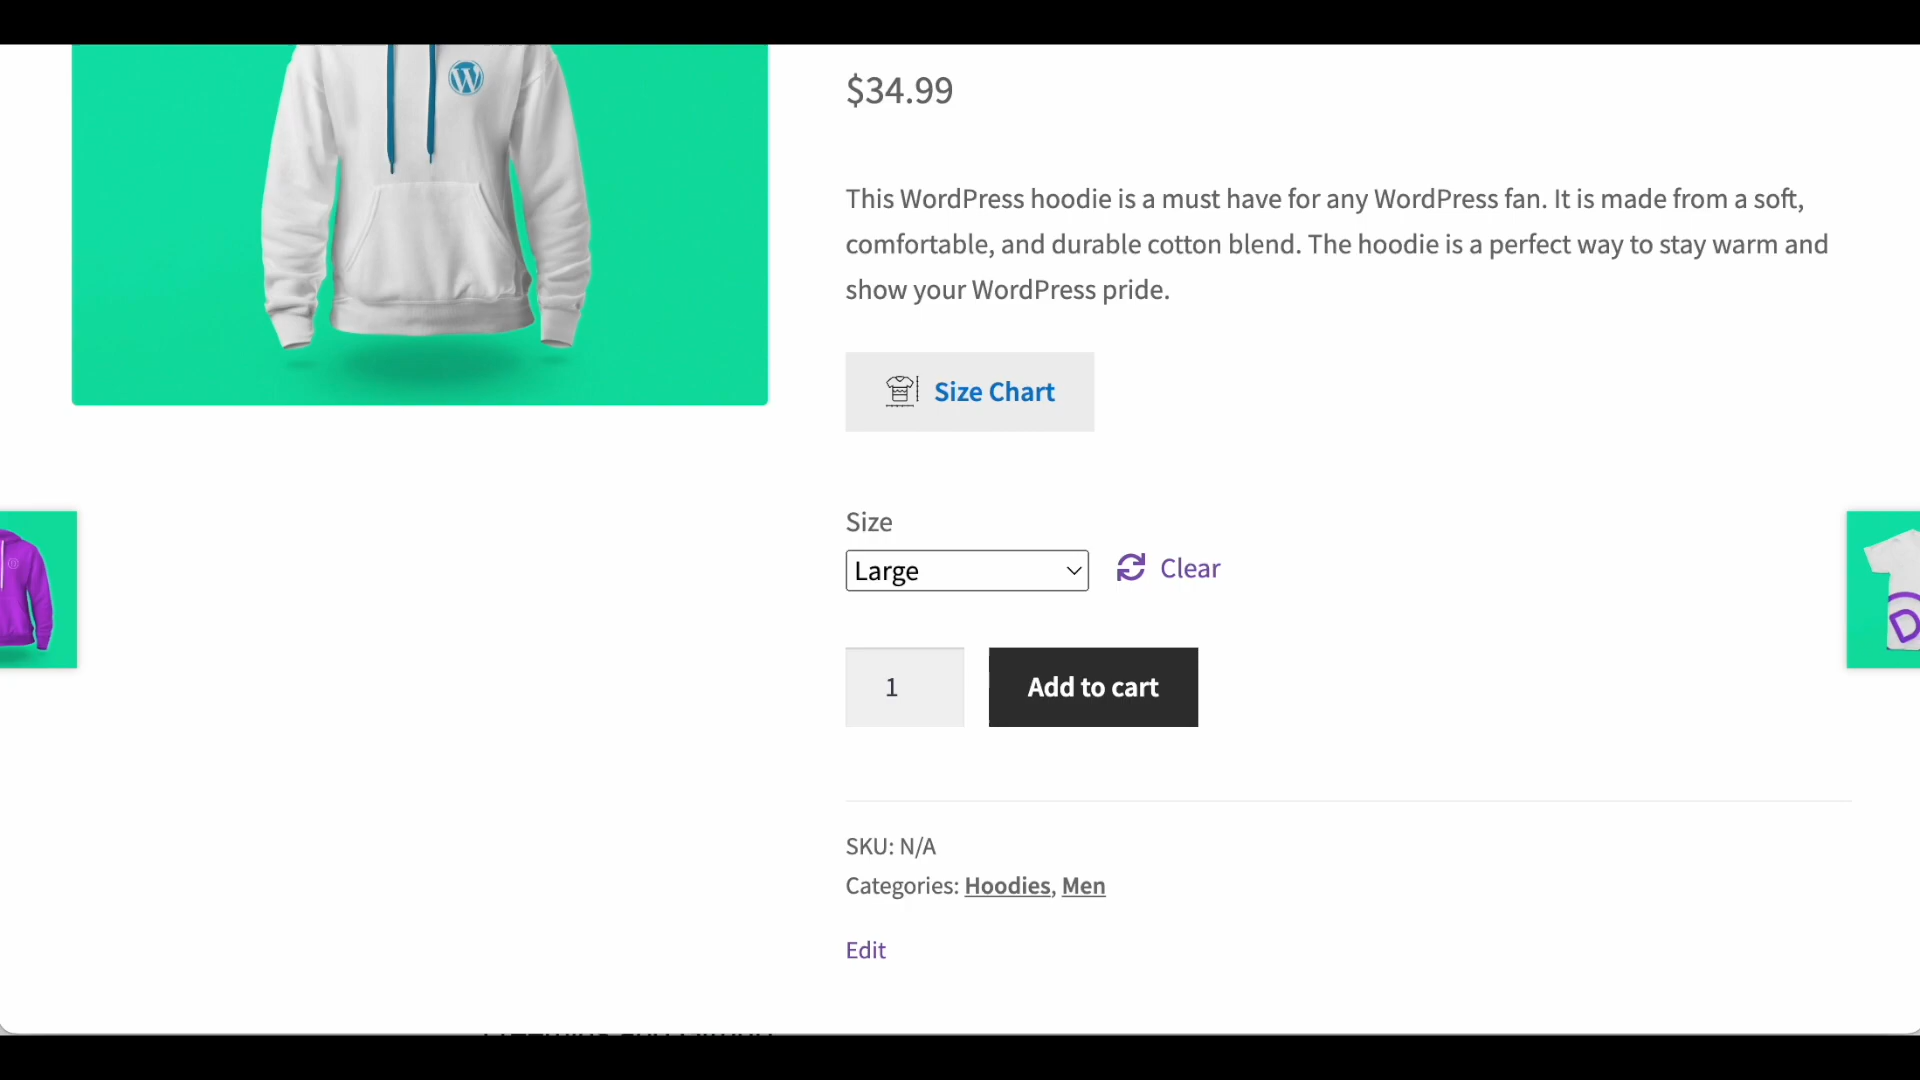 $34.99
This WordPress hoodie is a must have for any WordPress fan. It is made from a soft,
comfortable, and durable cotton blend. The hoodie is a perfect way to stay warm and
show your WordPress pride.
Size Chart
Size
Large
Clear
1
Add to cart
SKU: N/A
Categories: Hoodies, Men
Edit